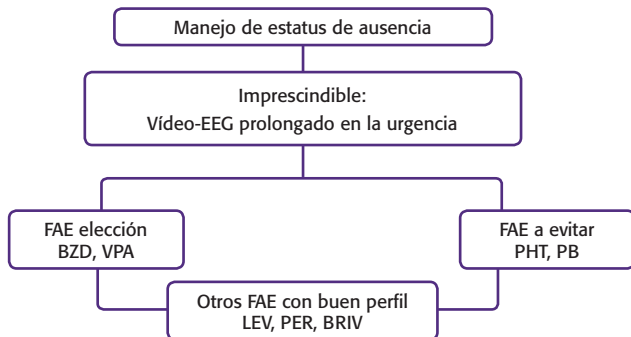 Manejo de estatus de ausencia
Imprescindible:
Vídeo-EEG prolongado en la urgencia
FAE elección
BZD, VPA
FAE a evitar
PHT, PB
Otros FAE con buen perfil
LEV, PER, BRIV